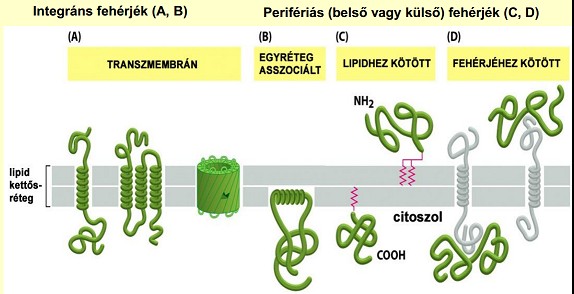 Integráns fehérjék (A, B)
Perifériás (belső vagy külső) fehérjék (C, D)
(A)
TRANSZMEMBRÁN
(B)
EGYRÉTEG
ASSZOCIÁLT
(C)
LIPIDHEZ KÖTÖTT
(D)
FEHÉRJÉHEZ KÖTÖTT
NH2
lipid
kettős-
réteg
citoszol
COOH